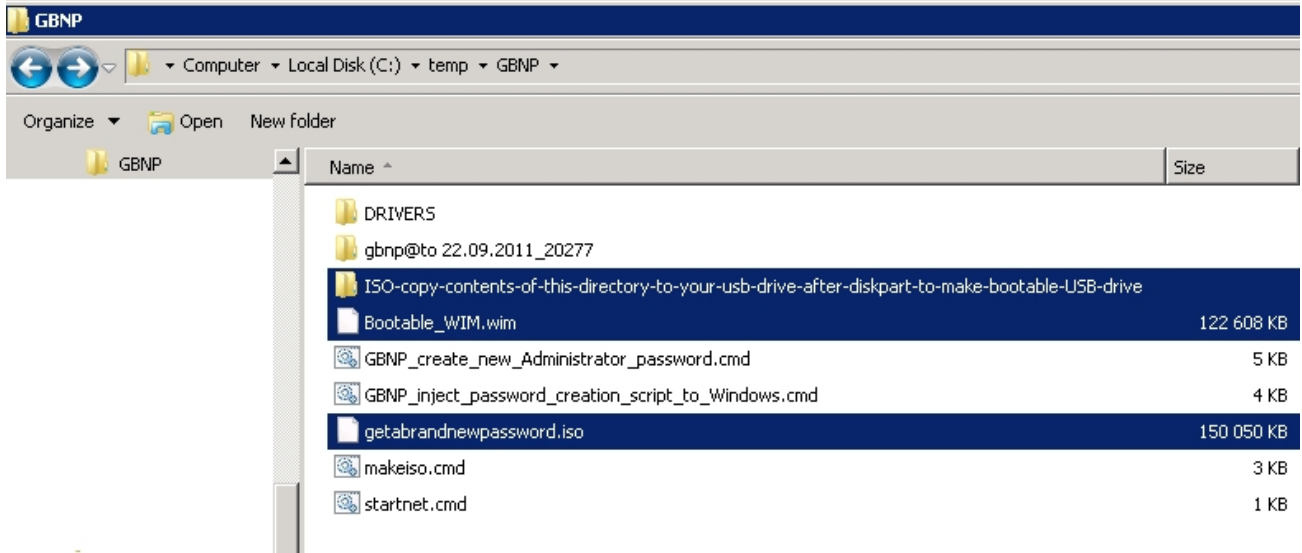 GBNP
Computer Local Disk (C:) temp GBNP
Organize Open New folder
GBNP
Name Size
DRIVERS
gbnp@to 22.09.2011_20277
ISO-copy-contents-of-this-directory-to-your-usb-drive-after-diskpart-to-make-bootable-USB-drive
Bootable_WIM.wim 122 608 KB
GBNP_create_new_Administrator_password.cmd 5 KB
GBNP_inject_password_creation_script_to_Windows.cmd 4 KB
getabrandnewpassword.iso 150 050 KB
makeiso.cmd 3 KB
startnet.cmd 1 KB